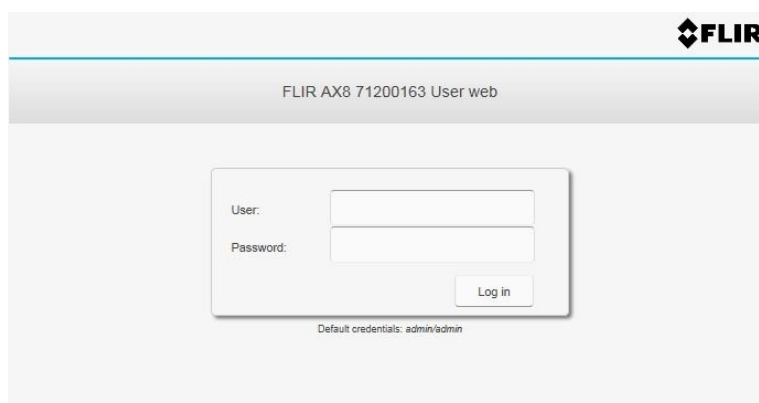 FLIR
FLIR AX8 71200163 User web
User:
Password:
Log in
Default credentials: admin/admin